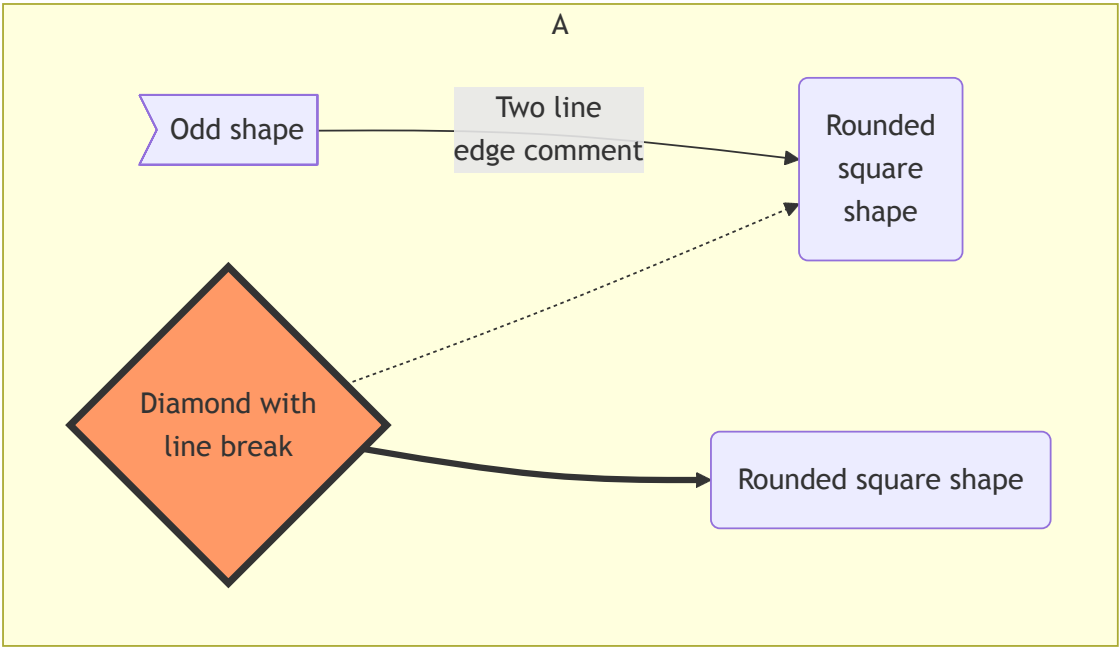 A
Odd shape
Two line
edge comment
Rounded
square
shape
Diamond with
line break
Rounded square shape